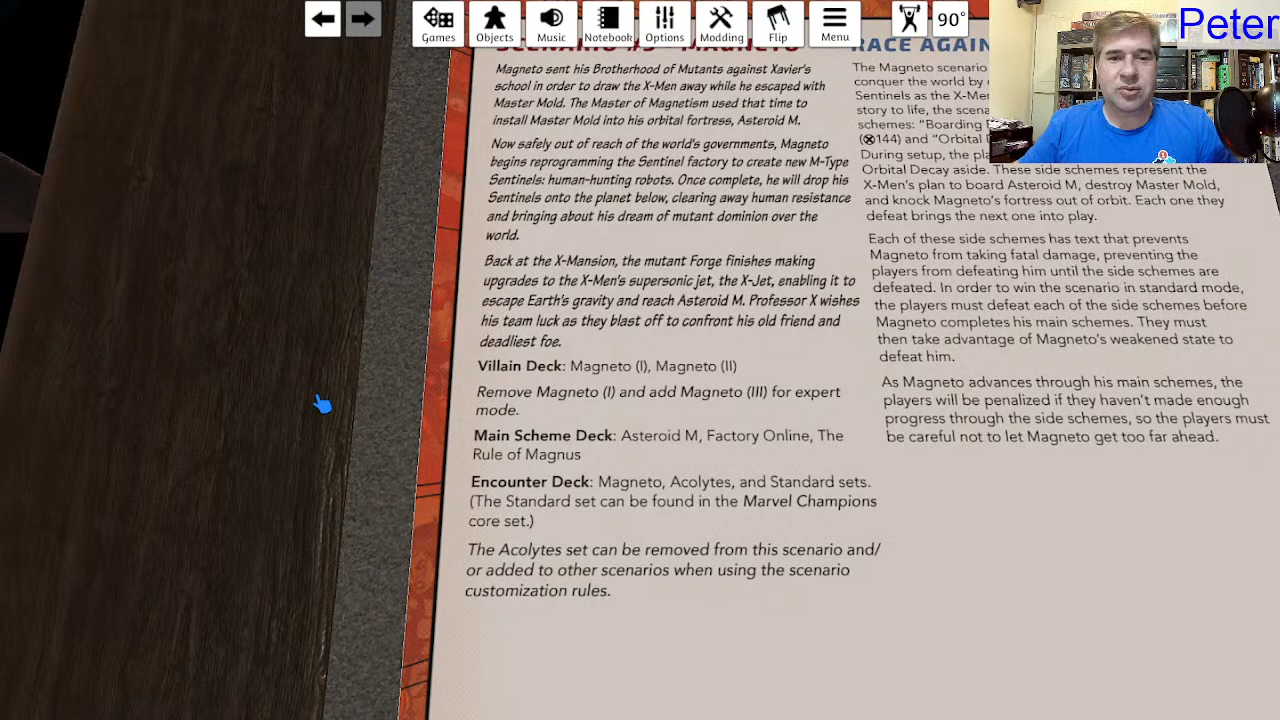 Games
Objects
Music
Notebook
Options
Modding
Flip
Menu
90°
Peter
SCENARIO #5 - MAGNETO
Magneto sent his Brotherhood of Mutants against Xavier's
school in order to draw the X-Men away while he escaped with
Master Mold. The Master of Magnetism used that time to
install Master Mold into his orbital fortress, Asteroid M.
Now safely out of reach of the world's governments, Magneto
begins reprogramming the Sentinel factory to create new M-Type
Sentinels: human-hunting robots. Once complete, he will drop his
Sentinels onto the planet below, clearing away human resistance
and bringing about his dream of mutant dominion over the
world.
Back at the X-Mansion, the mutant Forge finishes making
upgrades to the X-Men's supersonic jet, the X-Jet, enabling it to
escape Earth's gravity and reach Asteroid M. Professor X wishes
his team luck as they blast off to confront his old friend and
deadliest foe.
Villain Deck: Magneto (I), Magneto (II)
Remove Magneto (I) and add Magneto (III) for expert
mode.
Main Scheme Deck: Asteroid M, Factory Online, The
Rule of Magnus
Encounter Deck: Magneto, Acolytes, and Standard sets.
(The Standard set can be found in the Marvel Champions
core set.)
The Acolytes set can be removed from this scenario and/
or added to other scenarios when using the scenario
customization rules.
RACE AGAIN
The Magneto scenario
conquer the world by
Sentinels as the X-Men
story to life, the scena
schemes: “Boarding
144) and “Orbital
During setup, the pla
Orbital Decay aside. These side schemes represent the
X-Men's plan to board Asteroid M, destroy Master Mold,
and knock Magneto's fortress out of orbit. Each one they
defeat brings the next one into play.
Each of these side schemes has text that prevents
Magneto from taking fatal damage, preventing the
players from defeating him until the side schemes are
defeated. In order to win the scenario in standard mode,
the players must defeat each of the side schemes before
Magneto completes his main schemes. They must
then take advantage of Magneto's weakened state to
defeat him.
As Magneto advances through his main schemes, the
players will be penalized if they haven't made enough
progress through the side schemes, so the players must
be careful not to let Magneto get too far ahead.